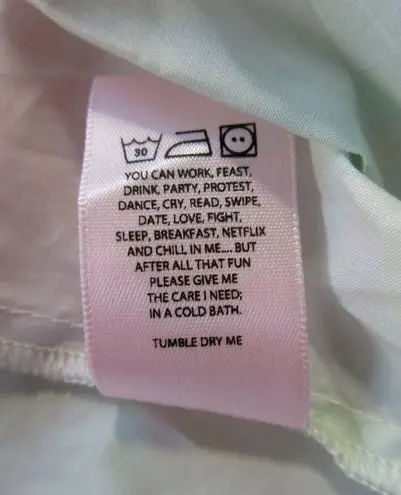 30
YOU CAN WORK, FEAST,
DRINK, PARTY, PROTEST,
DANCE, CRY, READ, SWIPE,
DATE, LOVE, FIGHT,
SLEEP, BREAKFAST, NETFLIX
AND CHILL IN ME.... BUT
AFTER ALL THAT FUN
PLEASE GIVE ME
THE CARE I NEED;
IN A COLD BATH.
TUMBLE DRY ME